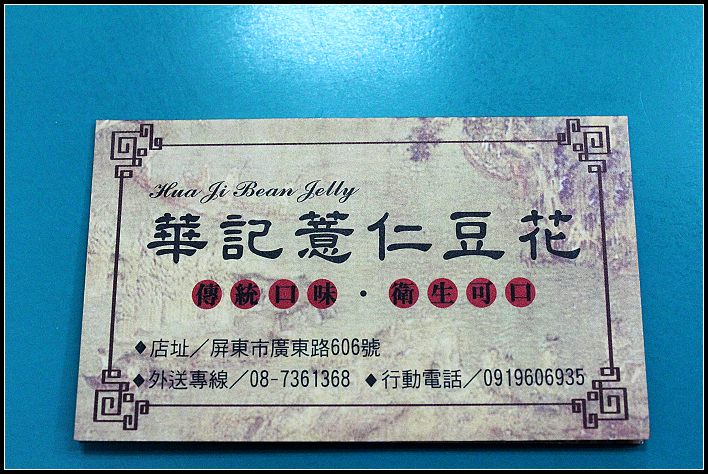 Hua Ji Bean Jelly
華記薏仁豆花
傳統口味・衛生可口
◆店址／屏東市廣東路606號
◆外送專線／08-7361368 ◆行動電話／0919606935